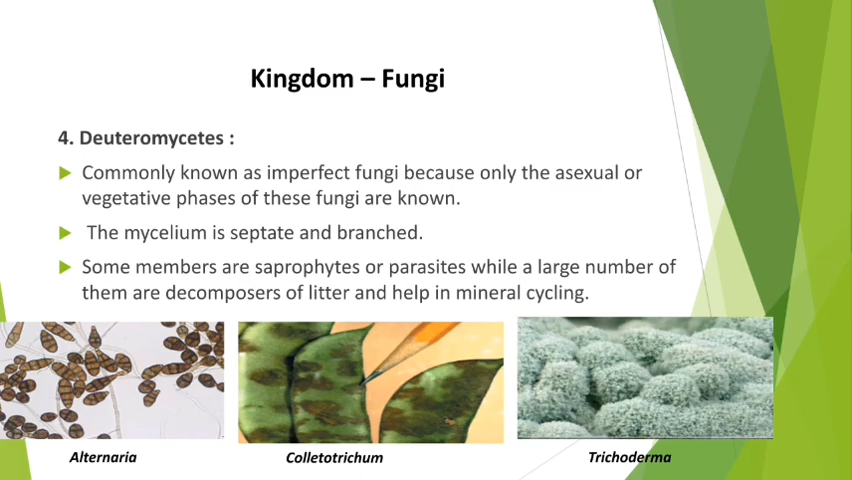 Kingdom – Fungi
4. Deuteromycetes :
Commonly known as imperfect fungi because only the asexual or
vegetative phases of these fungi are known.
The mycelium is septate and branched.
Some members are saprophytes or parasites while a large number of
them are decomposers of litter and help in mineral cycling.
Alternaria
Colletotrichum
Trichoderma